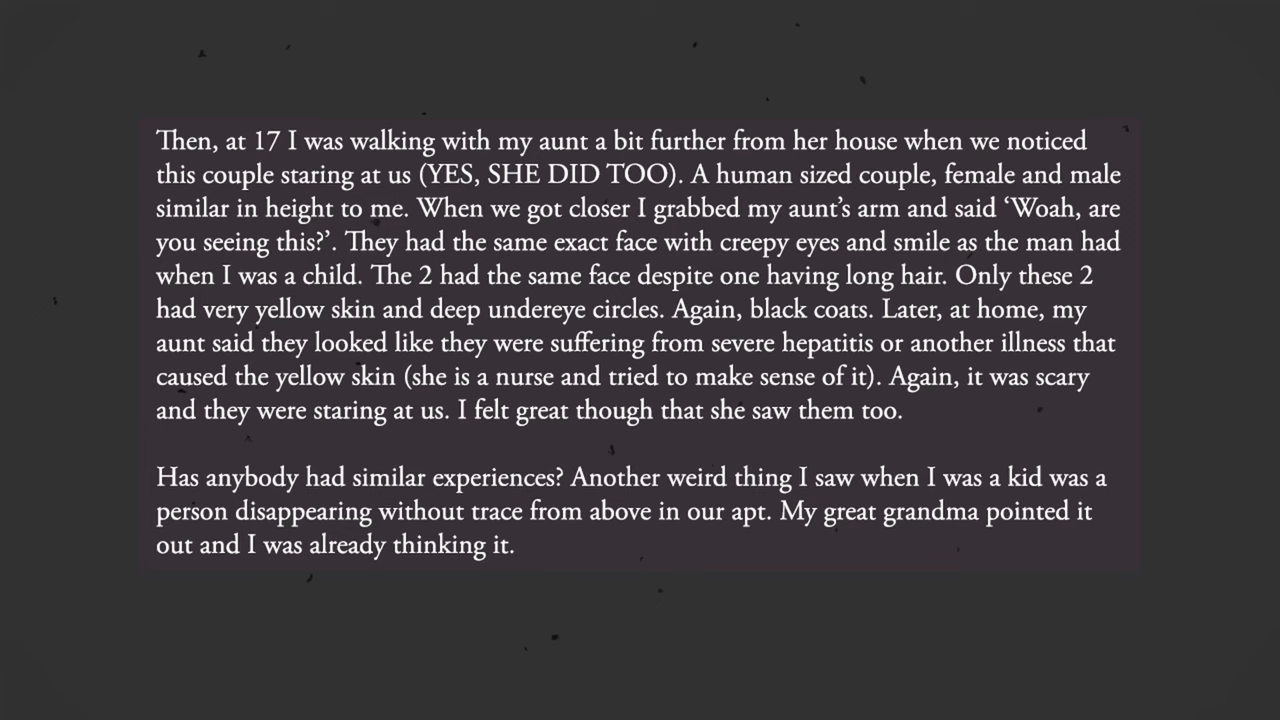 Then, at 17 I was walking with my aunt a bit further from her house when we noticed
this couple staring at us (YES, SHE DID TOO). A human sized couple, female and male
similar in height to me. When we got closer I grabbed my aunt’s arm and said ‘Woah, are
you seeing this?’. They had the same exact face with creepy eyes and smile as the man had
when I was a child. The 2 had the same face despite one having long hair. Only these 2
had very yellow skin and deep undereye circles. Again, black coats. Later, at home, my
aunt said they looked like they were suffering from severe hepatitis or another illness that
caused the yellow skin (she is a nurse and tried to make sense of it). Again, it was scary
and they were staring at us. I felt great though that she saw them too.
Has anybody had similar experiences? Another weird thing I saw when I was a kid was a
person disappearing without trace from above in our apt. My great grandma pointed it
out and I was already thinking it.